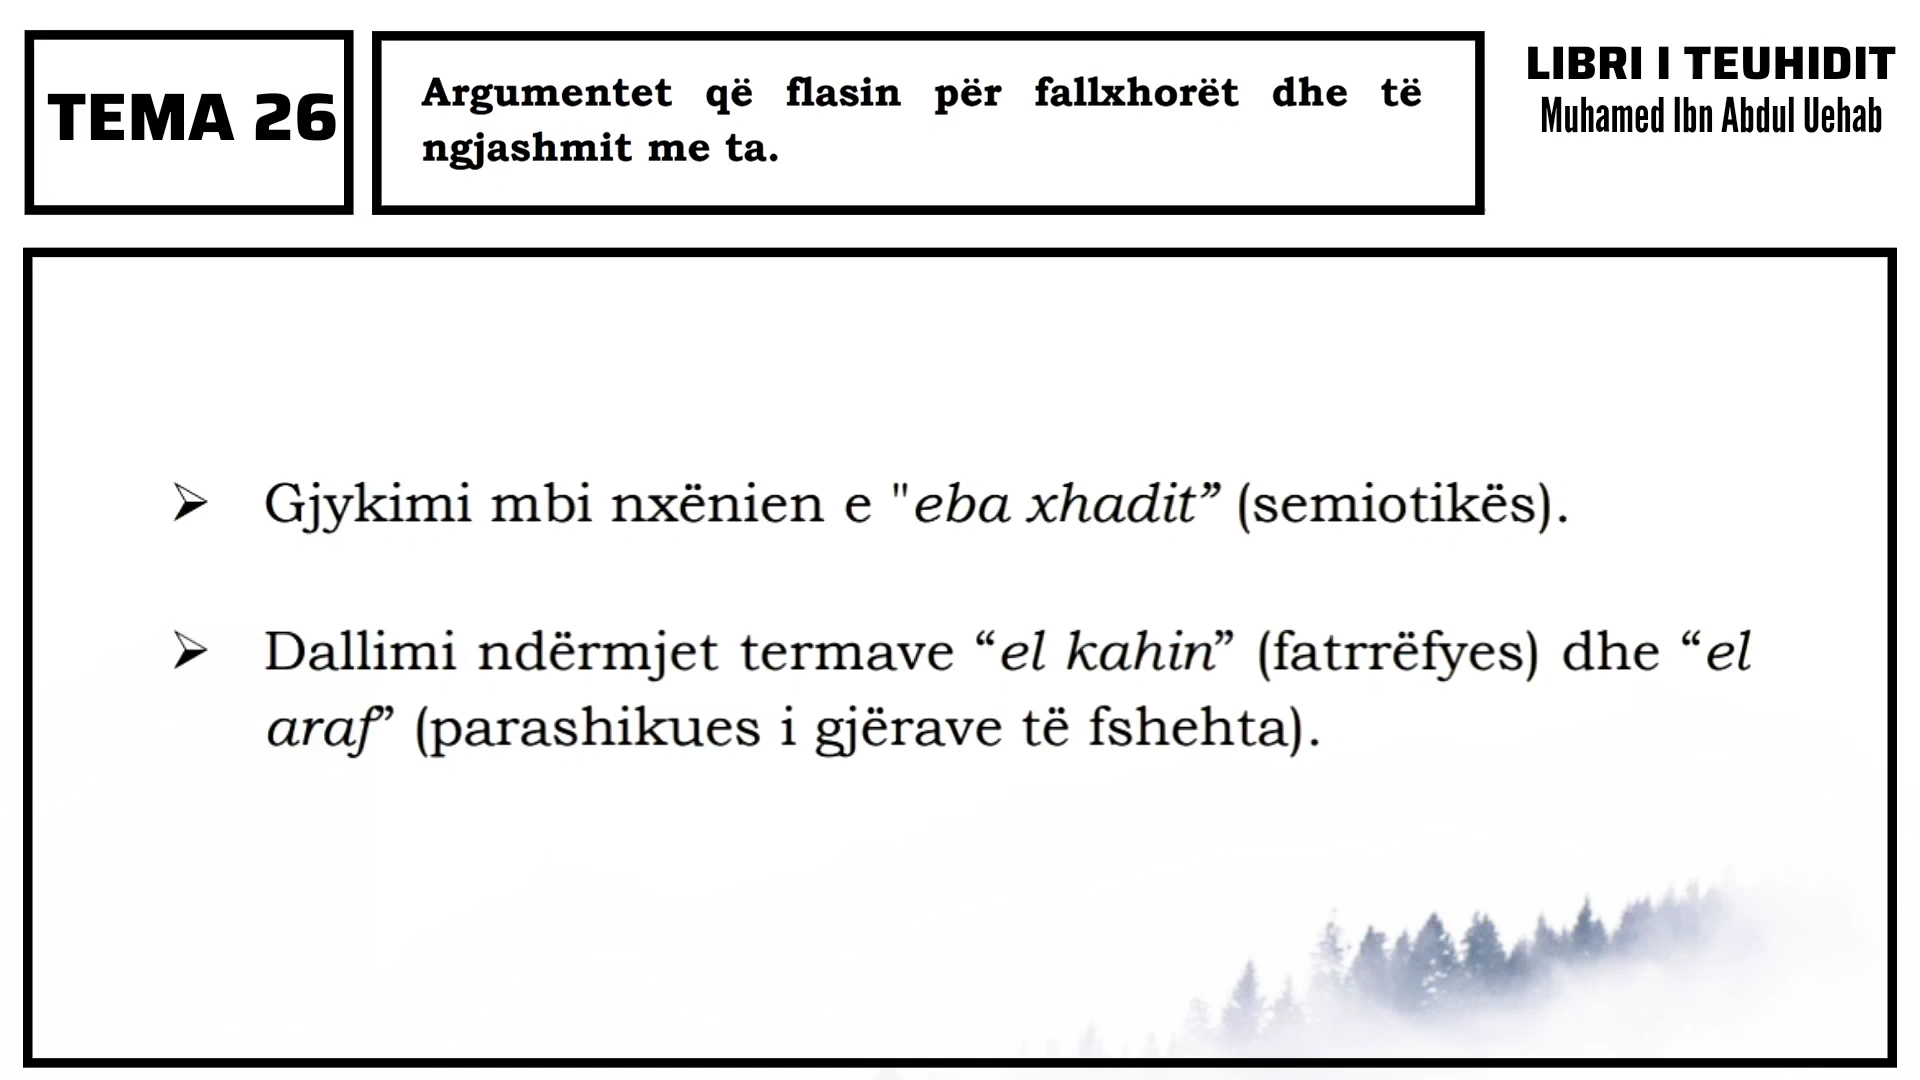 TEMA 26
Argumentet që flasin për fallxhorët dhe të
ngjashmit me ta.
LIBRI I TEUHIDIT
Muhamed Ibn Abdul Uehab
➢ Gjykimi mbi nxënien e "eba xhadit” (semiotikës).
➢ Dallimi ndërmjet termave “el kahin” (fatrrëfyes) dhe “el
araf” (parashikues i gjërave të fshehta).